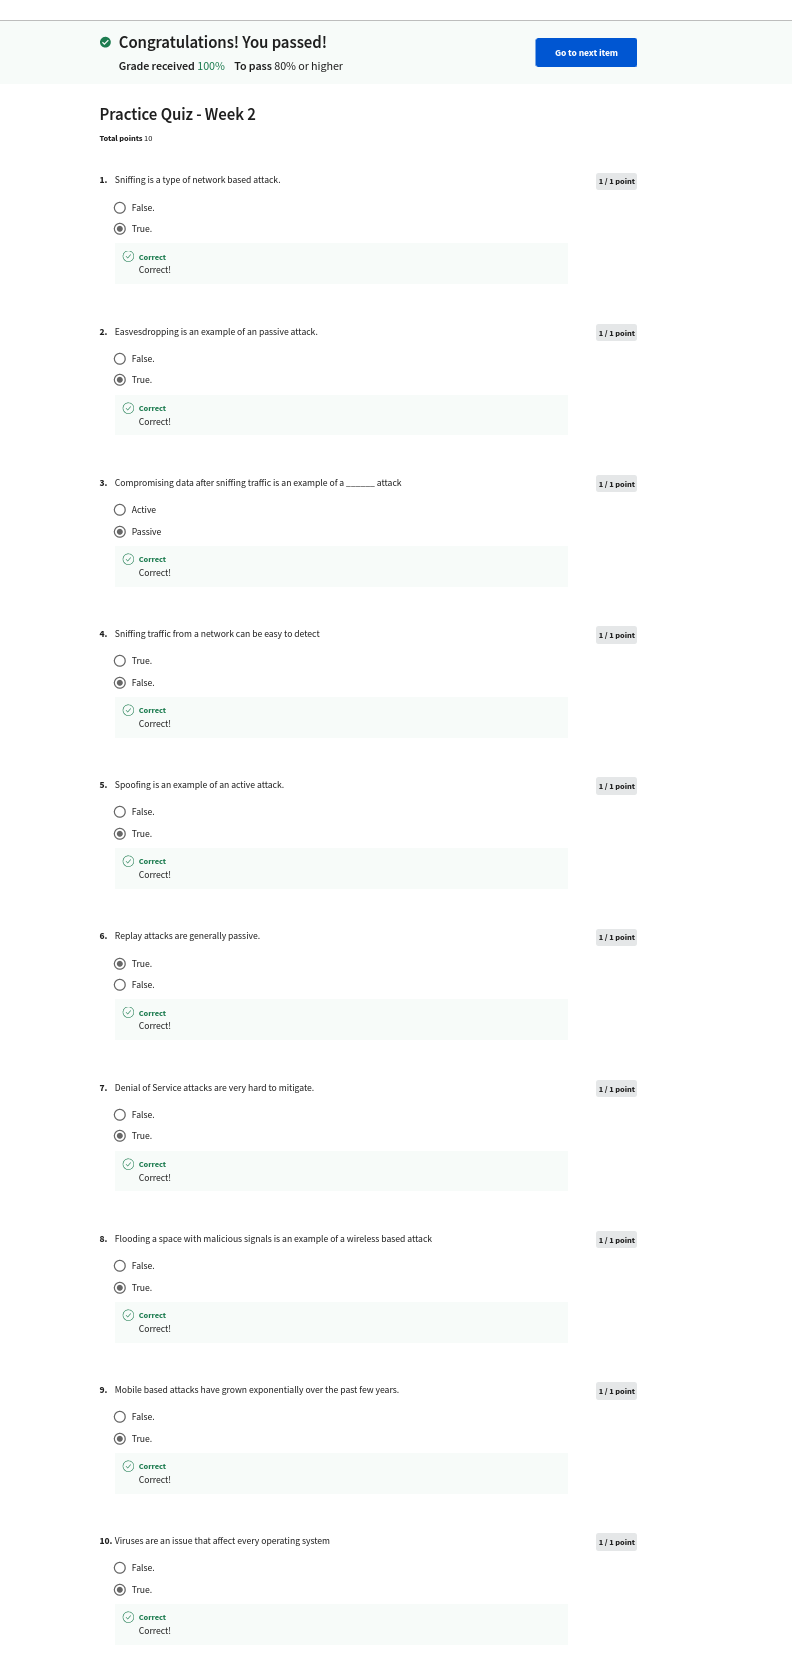 Congratulations! You passed!
Grade received 100% To pass 80% or higher
Go to next item
Practice Quiz - Week 2
Total points 10
1. Sniffing is a type of network based attack.
1 / 1 point
False.
True.
Correct
Correct!
2. Easvesdropping is an example of an passive attack.
1 / 1 point
False.
True.
Correct
Correct!
3. Compromising data after sniffing traffic is an example of a ______ attack
1 / 1 point
Active
Passive
Correct
Correct!
4. Sniffing traffic from a network can be easy to detect
1 / 1 point
True.
False.
Correct
Correct!
5. Spoofing is an example of an active attack.
1 / 1 point
False.
True.
Correct
Correct!
6. Replay attacks are generally passive.
1 / 1 point
True.
False.
Correct
Correct!
7. Denial of Service attacks are very hard to mitigate.
1 / 1 point
False.
True.
Correct
Correct!
8. Flooding a space with malicious signals is an example of a wireless based attack
1 / 1 point
False.
True.
Correct
Correct!
9. Mobile based attacks have grown exponentially over the past few years.
1 / 1 point
False.
True.
Correct
Correct!
10. Viruses are an issue that affect every operating system
1 / 1 point
False.
True.
Correct
Correct!